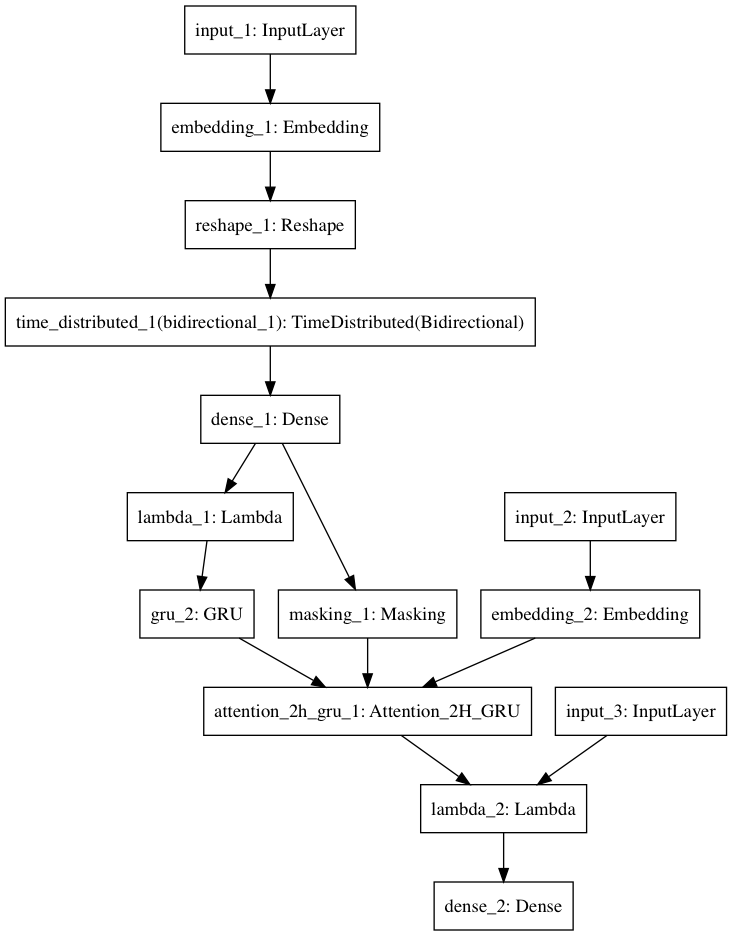 input_1: InputLayer
embedding_1: Embedding
reshape_1: Reshape
time_distributed_1(bidirectional_1): TimeDistributed(Bidirectional)
dense_1: Dense
lambda_1: Lambda
input_2: InputLayer
gru_2: GRU
masking_1: Masking
embedding_2: Embedding
attention_2h_gru_1: Attention_2H_GRU
input_3: InputLayer
lambda_2: Lambda
dense_2: Dense